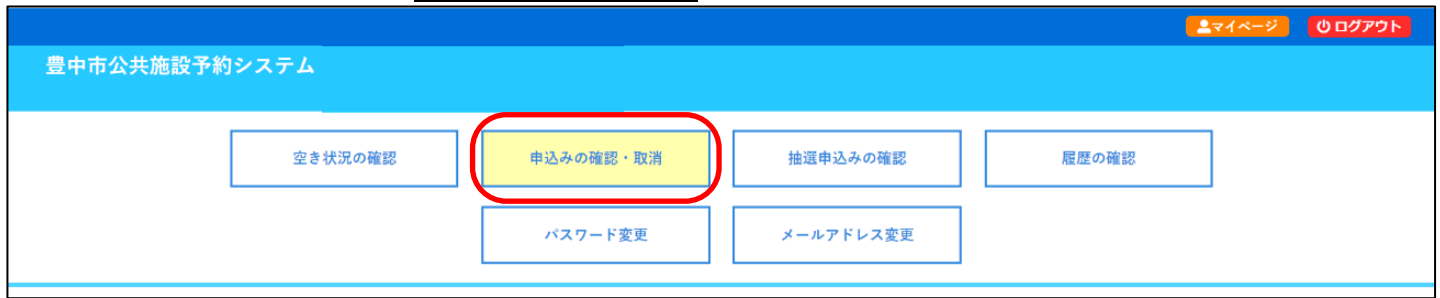 マイページ ログアウト
豊中市公共施設予約システム
空き状況の確認 申込みの確認・取消 抽選申込みの確認 履歴の確認
パスワード変更 メールアドレス変更